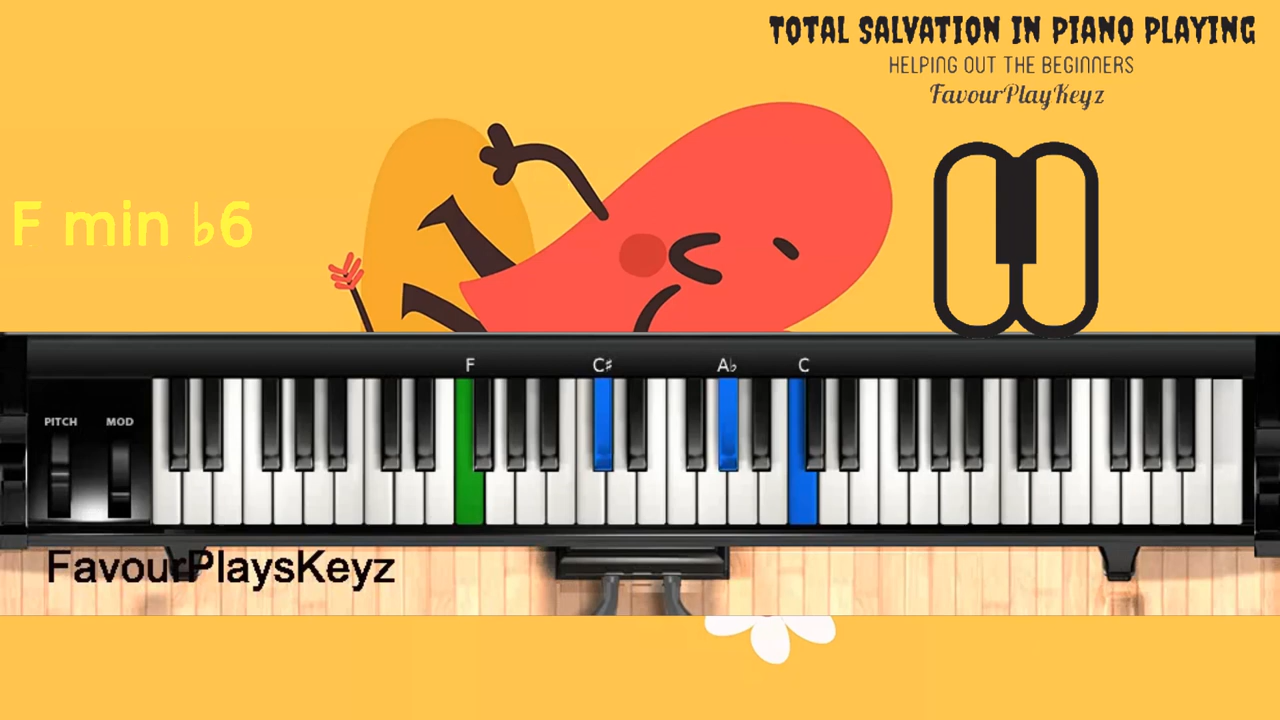 TOTAL SALVATION IN PIANO PLAYING
HELPING OUT THE BEGINNERS
FavourPlayKeyz
F min ♭6
F C♯ A♭ C
PITCH MOD
FavourPlaysKeyz